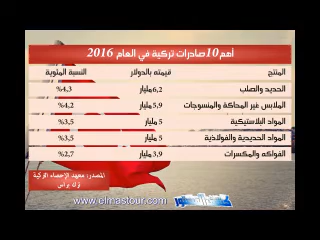 أهم 10 صادرات تركية في العام 2016
المنتج قيمته بالدولار النسبة المئوية
الحديد والصلب 6,2 مليار %4,3
الملابس غير المحاكة والمنسوجات 5,9 مليار %4,2
المواد البلاستيكية 5 مليار %3,5
المواد الحديدية والفولاذية 5 مليار %3,5
الفواكه والمكسرات 3,9 مليار %2,7
المصدر: معهد الإحصاء التركية
ترك برس
www.elmastour.com